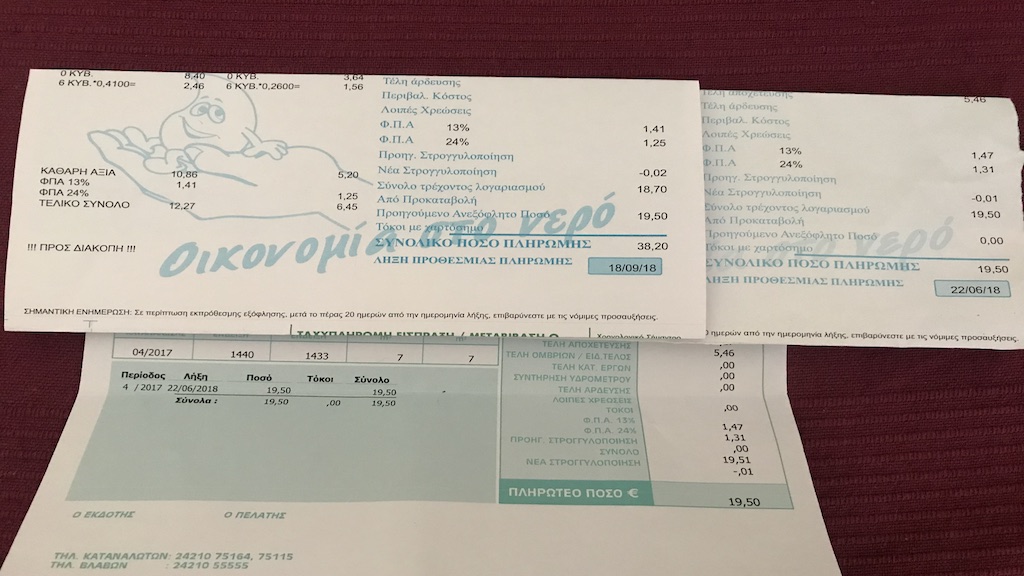 0 ΚΥΒ. 8,40 0 ΚΥΒ. 3,64
6 ΚΥΒ.*0,4100= 2,46 6 ΚΥΒ.*0,2600= 1,56
ΚΑΘΑΡΗ ΑΞΙΑ 10,86 5,20
ΦΠΑ 13% 1,41
ΦΠΑ 24% 1,25
ΤΕΛΙΚΟ ΣΥΝΟΛΟ 12,27 6,45
!!! ΠΡΟΣ ΔΙΑΚΟΠΗ !!!
Οικονομία στο νερό
Τέλη άρδευσης
Περιβαλ. Κόστος
Λοιπές Χρεώσεις
Φ.Π.Α 13% 1,41
Φ.Π.Α 24% 1,25
Προηγ. Στρογγυλοποίηση
Νέα Στρογγυλοποίηση -0,02
Σύνολο τρέχοντος λογαριασμού 18,70
Από Προκαταβολή
Προηγούμενο Ανεξόφλητο Ποσό 19,50
Τόκοι με χαρτόσημο
ΣΥΝΟΛΙΚΟ ΠΟΣΟ ΠΛΗΡΩΜΗΣ 38,20
ΛΗΞΗ ΠΡΟΘΕΣΜΙΑΣ ΠΛΗΡΩΜΗΣ 18/09/18
ΣΗΜΑΝΤΙΚΗ ΕΝΗΜΕΡΩΣΗ: Σε περίπτωση εκπρόθεσμης εξόφλησης, μετά το πέρας 20 ημερών από την ημερομηνία λήξης, επιβαρύνεστε με τις νόμιμες προσαυξήσεις.
Τέλη αποχέτευσης 5,46
Τέλη άρδευσης
Περιβαλ. Κόστος
Λοιπές Χρεώσεις
Φ.Π.Α 13% 1,47
Φ.Π.Α 24% 1,31
Προηγ. Στρογγυλοποίηση
Νέα Στρογγυλοποίηση -0,01
Σύνολο τρέχοντος λογαριασμού 19,50
Από Προκαταβολή
Προηγούμενο Ανεξόφλητο Ποσό 0,00
Τόκοι με χαρτόσημο
νερό
ΣΥΝΟΛΙΚΟ ΠΟΣΟ ΠΛΗΡΩΜΗΣ 19,50
ΛΗΞΗ ΠΡΟΘΕΣΜΙΑΣ ΠΛΗΡΩΜΗΣ 22/06/18
0 ημερών από την ημερομηνία λήξης, επιβαρύνεστε με τις νόμιμες προσαυξήσεις.
04/2017 1440 1433 7 7
Περίοδος Λήξη Ποσό Τόκοι Σύνολο
4 / 2017 22/06/2018 19,50 19,50
Σύνολα : 19,50 ,00 19,50
ΤΕΛΗ ΑΠΟΧΕΤΕΥΣΗΣ 5,46
ΤΕΛΗ ΟΜΒΡΙΩΝ / ΕΙΔ.ΤΕΛΟΣ ,00
ΤΕΛΗ ΚΑΤ. ΕΡΓΩΝ ,00
ΣΥΝΤΗΡΗΣΗ ΥΔΡΟΜΕΤΡΟΥ ,00
ΤΕΛΗ ΑΡΔΕΥΣΗΣ
ΛΟΙΠΕΣ ΧΡΕΩΣΕΙΣ ,00
ΤΟΚΟΙ
Φ.Π.Α. 13% 1,47
Φ.Π.Α. 24% 1,31
ΠΡΟΗΓ. ΣΤΡΟΓΓΥΛΟΠΟΙΗΣΗ ,00
ΣΥΝΟΛΟ 19,51
ΝΕΑ ΣΤΡΟΓΓΥΛΟΠΟΙΗΣΗ -,01
ΠΛΗΡΩΤΕΟ ΠΟΣΟ € 19,50
Ο ΕΚΔΟΤΗΣ Ο ΠΕΛΑΤΗΣ
ΤΗΛ. ΚΑΤΑΝΑΛΩΤΩΝ: 24210 75164, 75115
ΤΗΛ. ΒΛΑΒΩΝ : 24210 55555